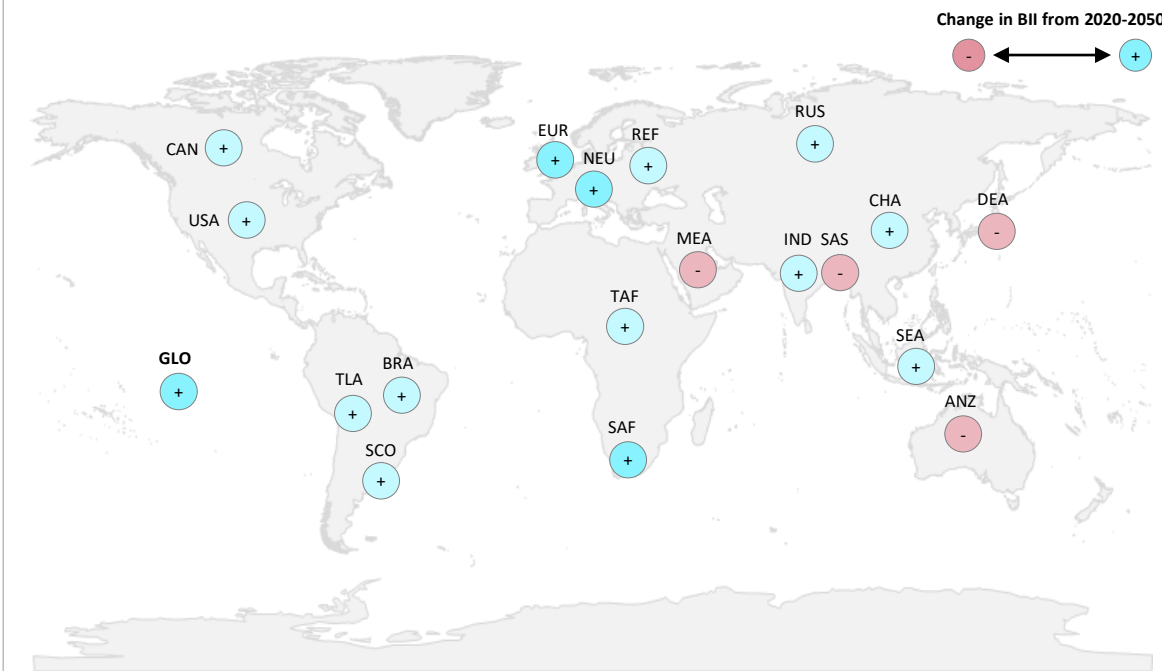 Change in BII from 2020-2050
- +
RUS
EUR REF
CAN + + NEU + +
+
USA + CHA DEA
MEA IND SAS + -
- + -
TAF
+ SEA
GLO BRA +
+ TLA + ANZ
+ SAF -
SCO +
+